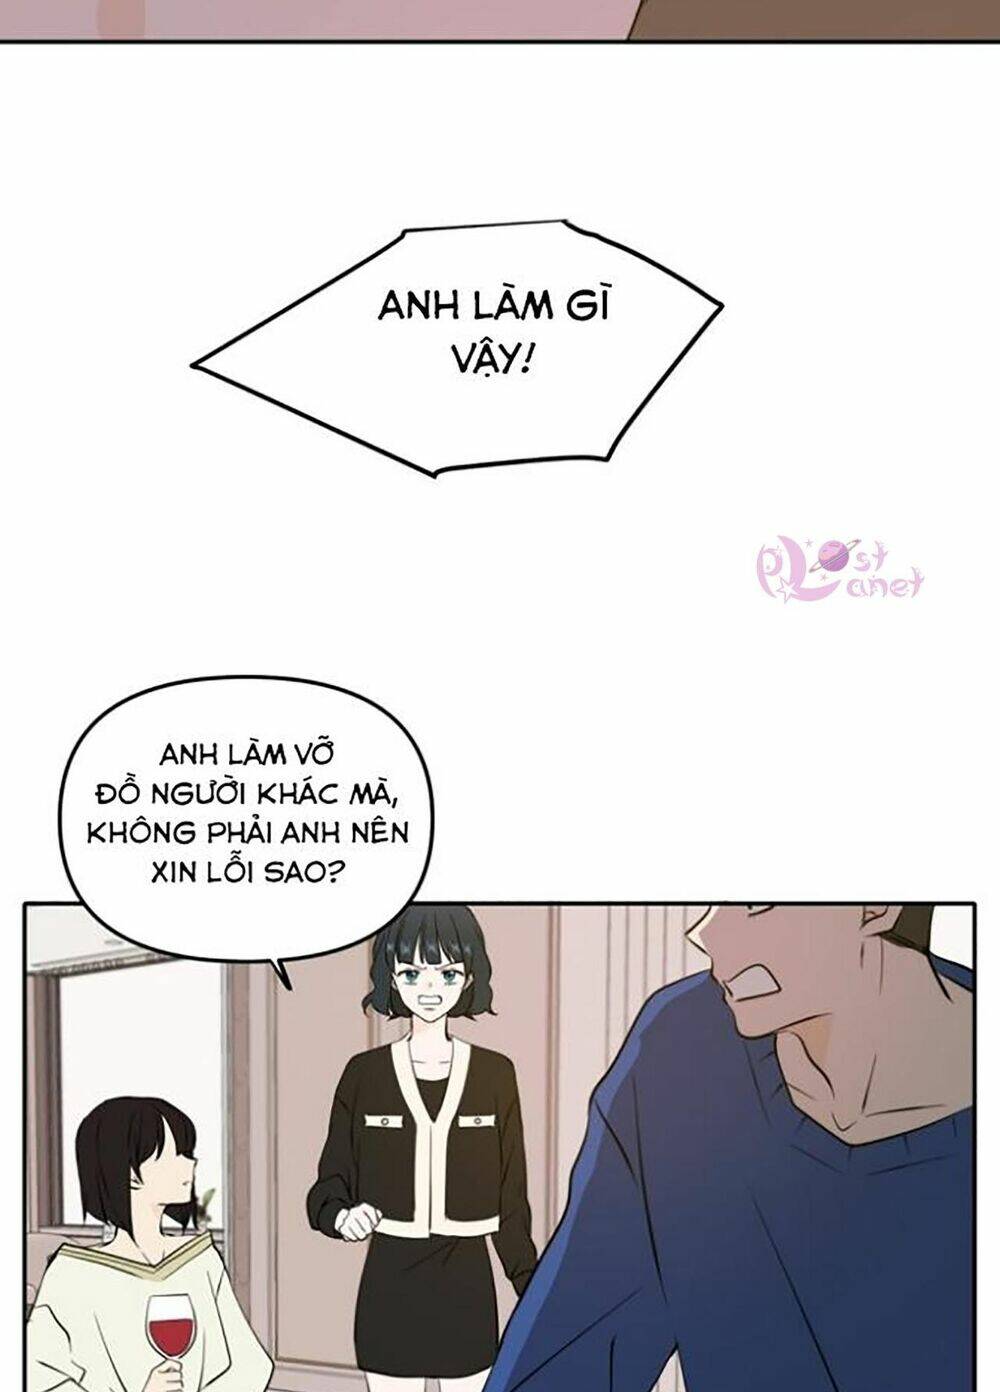 ANH LÀM GÌ
VẬY!
Lost
Planet
ANH LÀM VỠ
ĐỒ NGƯỜI KHÁC MÀ,
KHÔNG PHẢI ANH NÊN
XIN LỖI SAO?